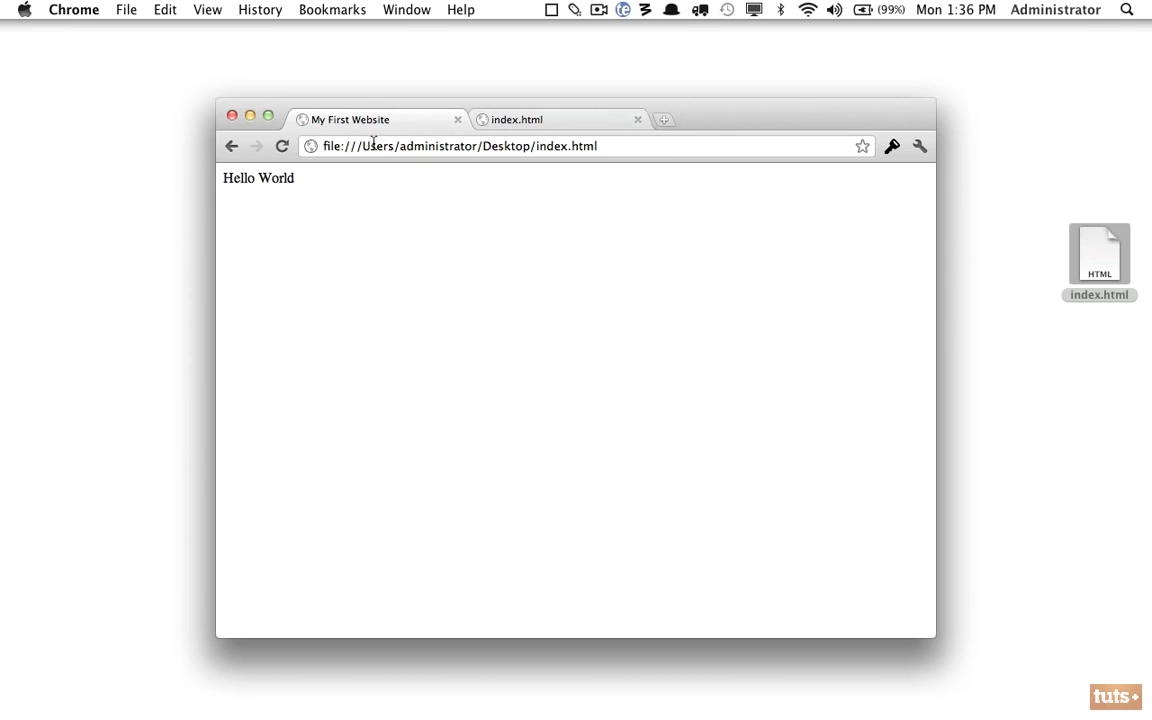 Chrome File Edit View History Bookmarks Window Help (99%) Mon 1:36 PM Administrator
My First Website index.html
file:///Users/administrator/Desktop/index.html
Hello World
HTML
index.html
tuts+